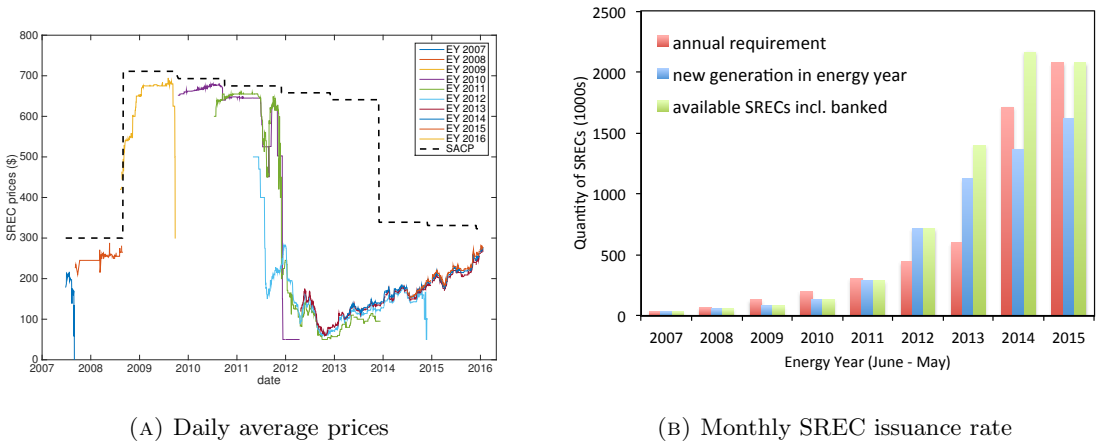 800
700
600
500
400
300
200
100
0
SREC prices ($)
2007 2008 2009 2010 2011 2012 2013 2014 2015 2016
date
EY 2007
EY 2008
EY 2009
EY 2010
EY 2011
EY 2012
EY 2013
EY 2014
EY 2015
EY 2016
SACP
(A) Daily average prices
2500
2000
1500
1000
500
0
Quantity of SRECs (1000s)
annual requirement
new generation in energy year
available SRECs incl. banked
2007 2008 2009 2010 2011 2012 2013 2014 2015
Energy Year (June - May)
(B) Monthly SREC issuance rate